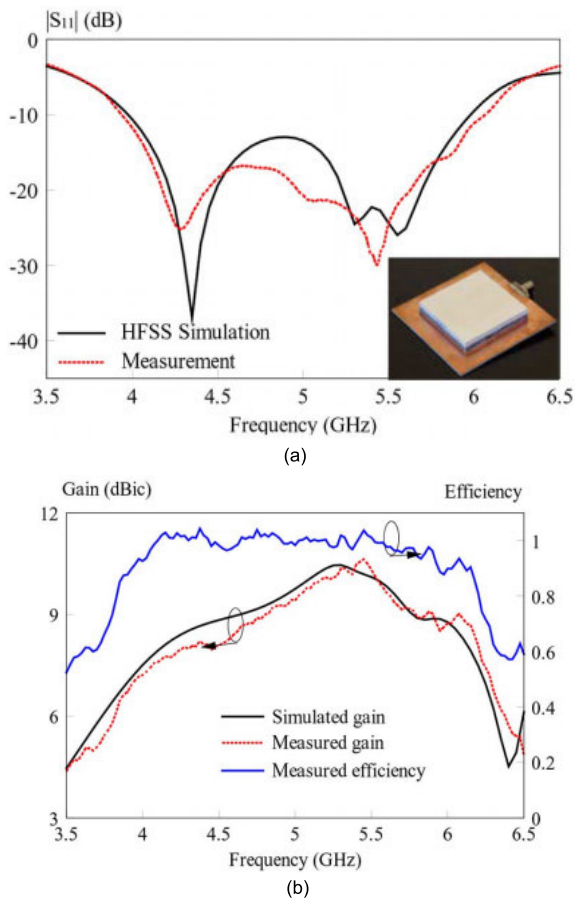 |S₁₁| (dB)
0
-10
-20
-30
-40
HFSS Simulation
Measurement
3.5 4 4.5 5 5.5 6 6.5
Frequency (GHz)
(a)
Gain (dBic) Efficiency
12
9
6
3
1
0.8
0.6
0.4
0.2
0
Simulated gain
Measured gain
Measured efficiency
3.5 4 4.5 5 5.5 6 6.5
Frequency (GHz)
(b)